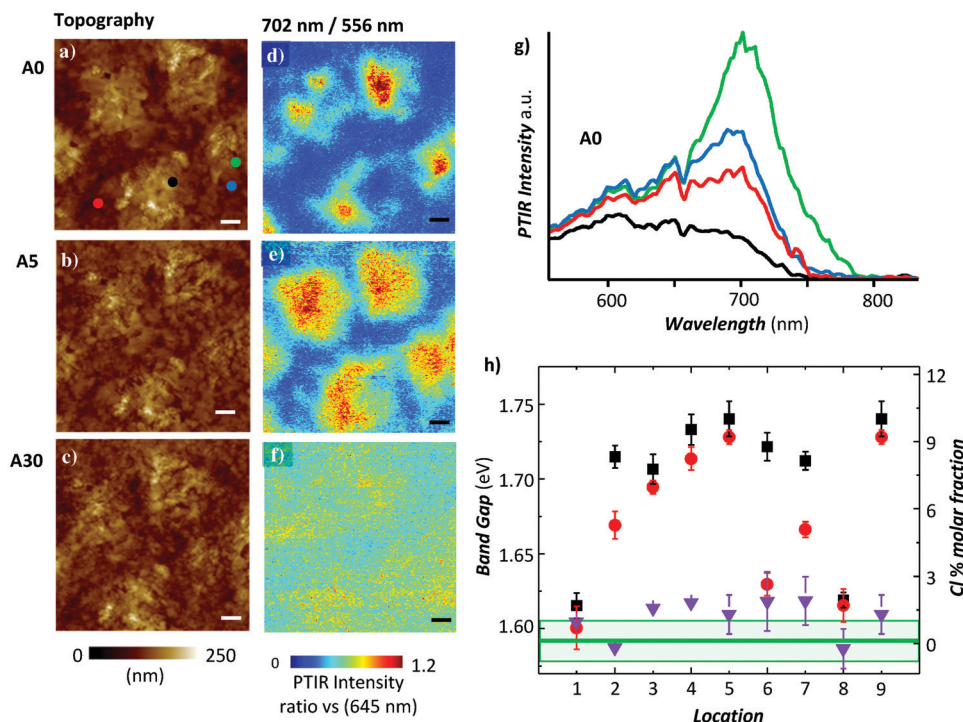 Topography
702 nm / 556 nm
A0
a)
d)
A5
b)
e)
A30
c)
f)
0
250
(nm)
0
1.2
PTIR Intensity
ratio vs (645 nm)
g)
PTIR Intensity a.u.
A0
600
700
800
Wavelength (nm)
h)
Band Gap (eV)
1.75
1.70
1.65
1.60
12
9
6
3
0
Cl % molar fraction
1
2
3
4
5
6
7
8
9
Location